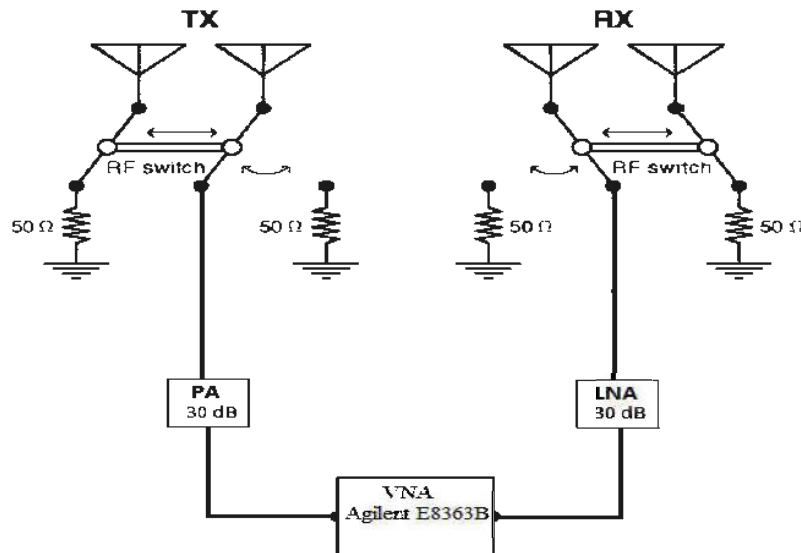 TX
RX
RF switch
RF switch
50 Ω
50 Ω
50 Ω
50 Ω
PA
30 dB
LNA
30 dB
VNA
Agilent E8363B